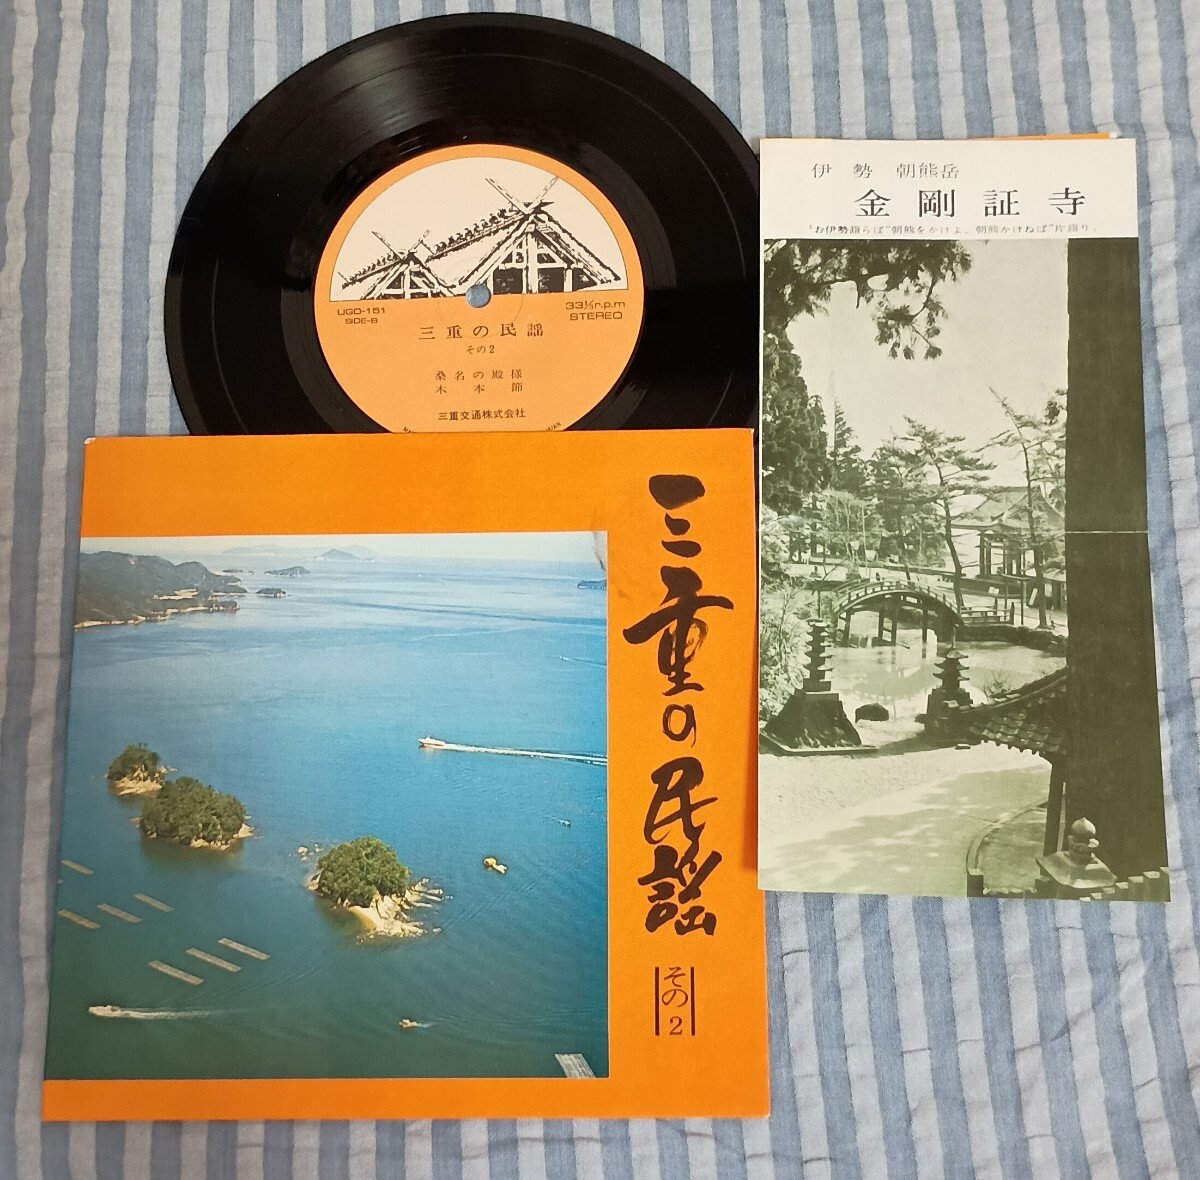 UGD-151
SIDE-B
33⅓r.p.m
STEREO
三重の民謡
その2
桑名の殿様
木本節
三重交通株式会社
三重の民謡
その2
伊勢 朝熊岳
金剛証寺
“お伊勢詣らば”朝熊をかけよ、朝熊かけねば“片詣り。